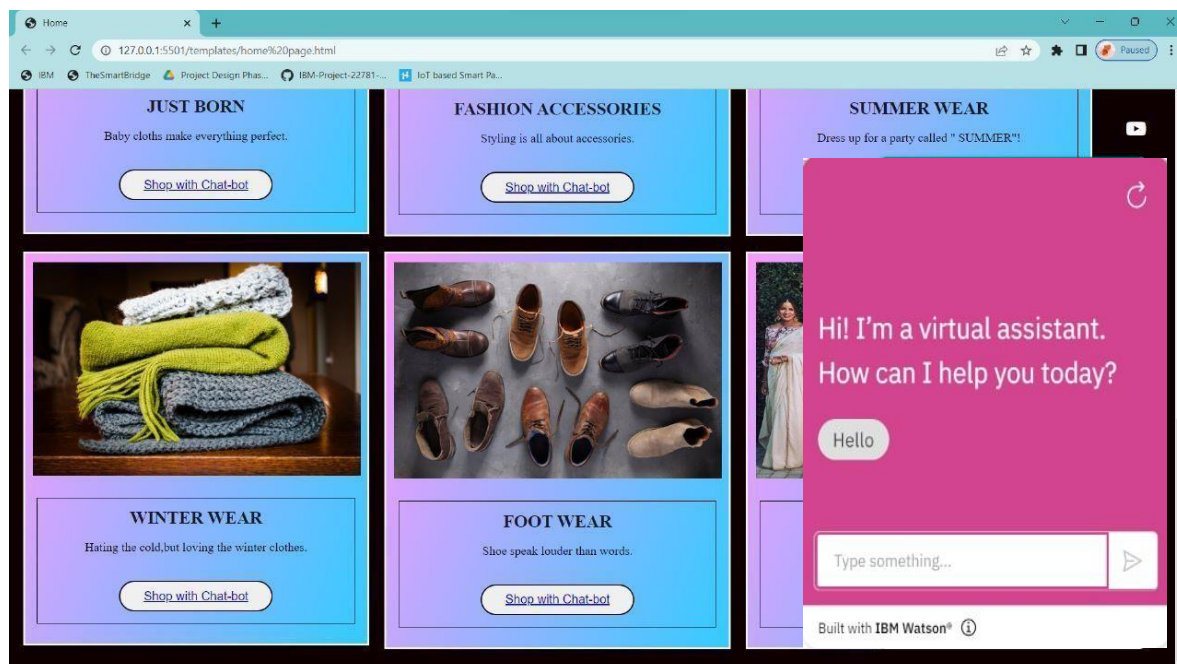 Home
127.0.0.1:5501/templates/home%20page.html
Paused
IBM
TheSmartBridge
Project Design Phas...
IBM-Project-22781-...
IoT based Smart Pa...
JUST BORN
Baby cloths make everything perfect.
Shop with Chat-bot
FASHION ACCESSORIES
Styling is all about accessories.
Shop with Chat-bot
SUMMER WEAR
Dress up for a party called " SUMMER"!
WINTER WEAR
Hating the cold,but loving the winter clothes.
Shop with Chat-bot
FOOT WEAR
Shoe speak louder than words.
Shop with Chat-bot
Hi! I'm a virtual assistant.
How can I help you today?
Hello
Type something...
Built with IBM Watson®